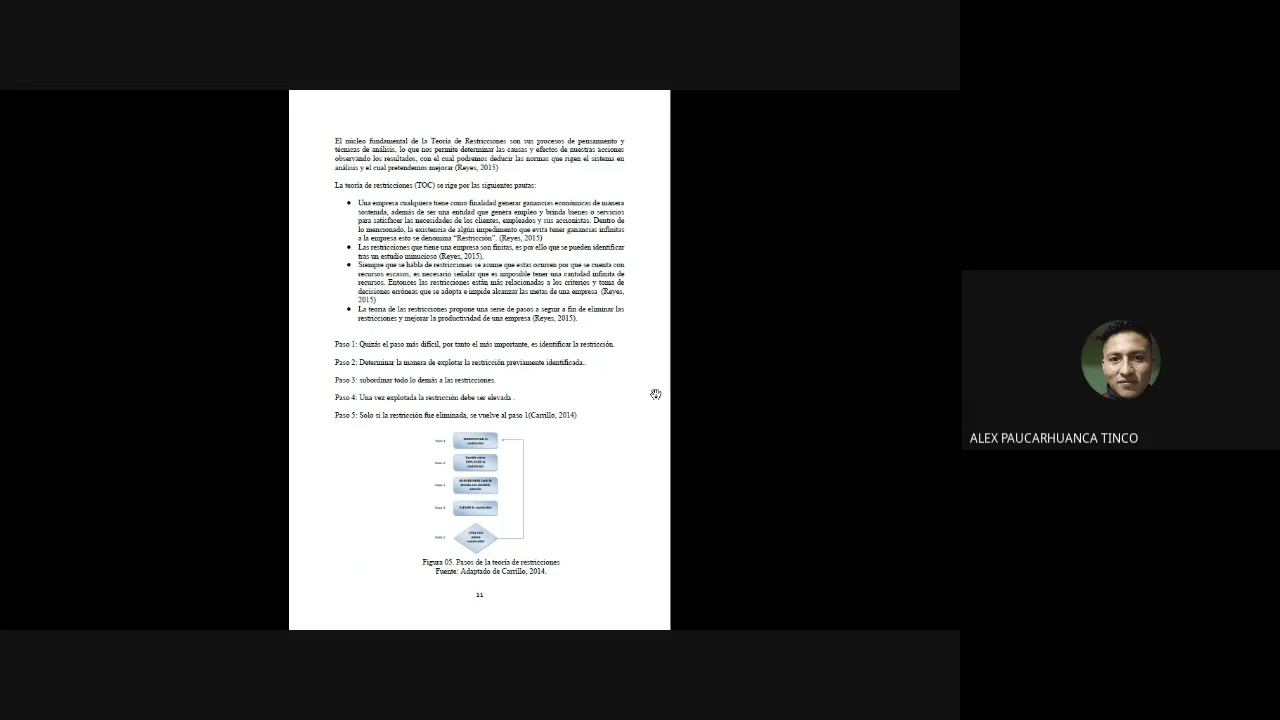 El núcleo fundamental de la Teoría de Restricciones son sus procesos de pensamiento y
técnicas de análisis, lo que nos permite determinar las causas y efectos de nuestras acciones
observando los resultados, con el cual podremos deducir las normas que rigen el sistema en
análisis y el cual pretendemos mejorar (Reyes, 2015)
La teoría de restricciones (TOC) se rige por las siguientes pautas:
● Una empresa cualquiera tiene como finalidad generar ganancias económicas de manera
sostenida, además de ser una entidad que genera empleo y brinda bienes o servicios
para satisfacer las necesidades de los clientes, empleados y sus accionistas. Dentro de
lo mencionado, la existencia de algún impedimento que evita tener ganancias infinitas
a la empresa esto se denomina “Restricción”. (Reyes, 2015)
● Las restricciones que tiene una empresa son finitas, es por ello que se pueden identificar
tras un estudio minucioso (Reyes, 2015).
● Siempre que se habla de restricciones se asume que estas ocurren por que se cuenta con
recursos escasos, es necesario señalar que es imposible tener una cantidad infinita de
recursos. Entonces las restricciones están más relacionadas a los criterios y toma de
decisiones erróneas que se adopta e impide alcanzar las metas de una empresa (Reyes,
2015)
● La teoría de las restricciones propone una serie de pasos a seguir a fin de eliminar las
restricciones y mejorar la productividad de una empresa (Reyes, 2015).
Paso 1: Quizás el paso más difícil, por tanto el más importante, es identificar la restricción.
Paso 2: Determinar la manera de explotar la restricción previamente identificada..
Paso 3: subordinar todo lo demás a las restricciones.
Paso 4: Una vez explotada la restricción debe ser elevada .
Paso 5: Solo si la restricción fue eliminada, se vuelve al paso 1(Carrillo, 2014)
Figura 05. Pasos de la teoría de restricciones
Fuente: Adaptado de Carrillo, 2014.
11
ALEX PAUCARHUANCA TINCO